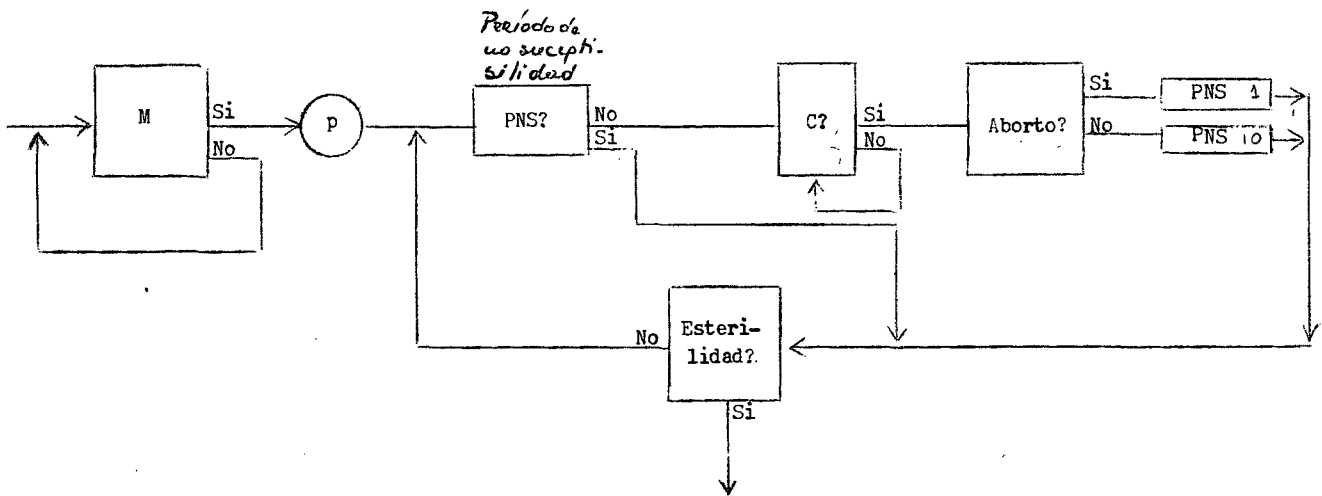 Período de
no suscepti-
bilidad
M
Si
No
p
PNS?
No
Si
C?
Si
No
Aborto?
Si
No
PNS 1
PNS 10
Esteri-
lidad?
No
Si